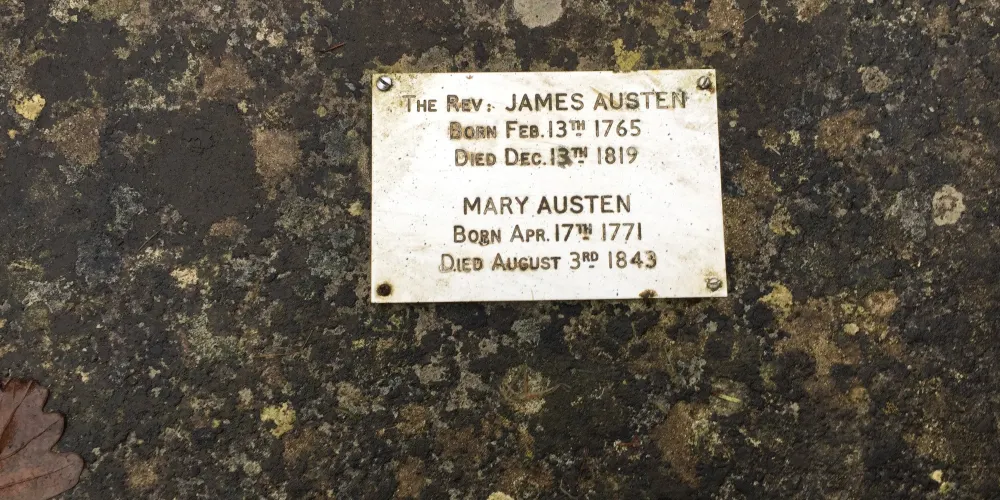 THE REV: JAMES AUSTEN
BORN FEB. 13TH 1765
DIED DEC. 13TH 1819
MARY AUSTEN
BORN APR. 17TH 1771
DIED AUGUST 3RD 1843